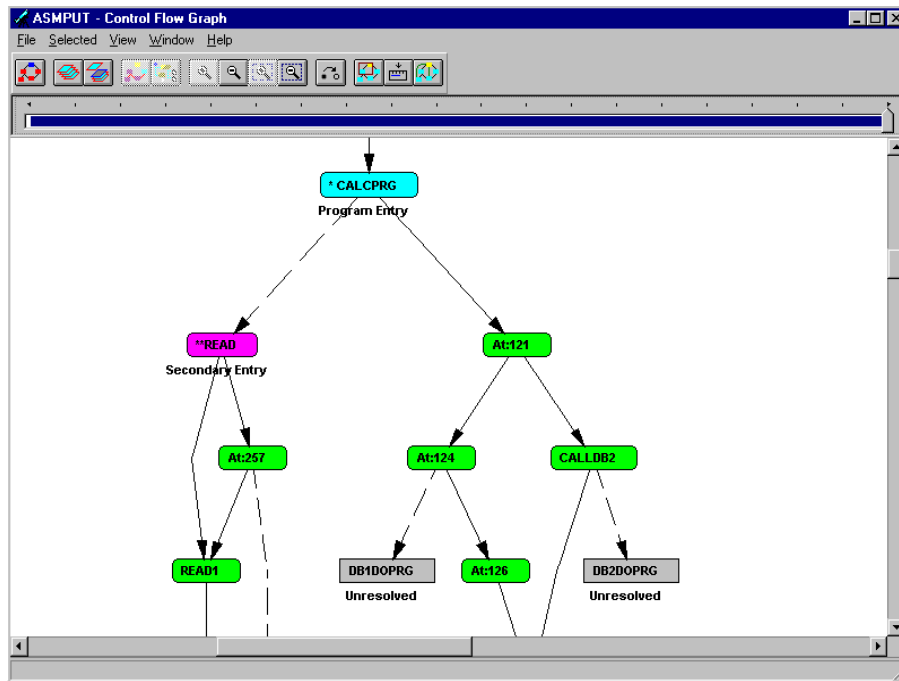 ASMPUT - Control Flow Graph
File Selected View Window Help
* CALCPRG
Program Entry
**READ
Secondary Entry
At:121
At:257
At:124
CALLDB2
READ1
DB1DOPRG
Unresolved
At:126
DB2DOPRG
Unresolved